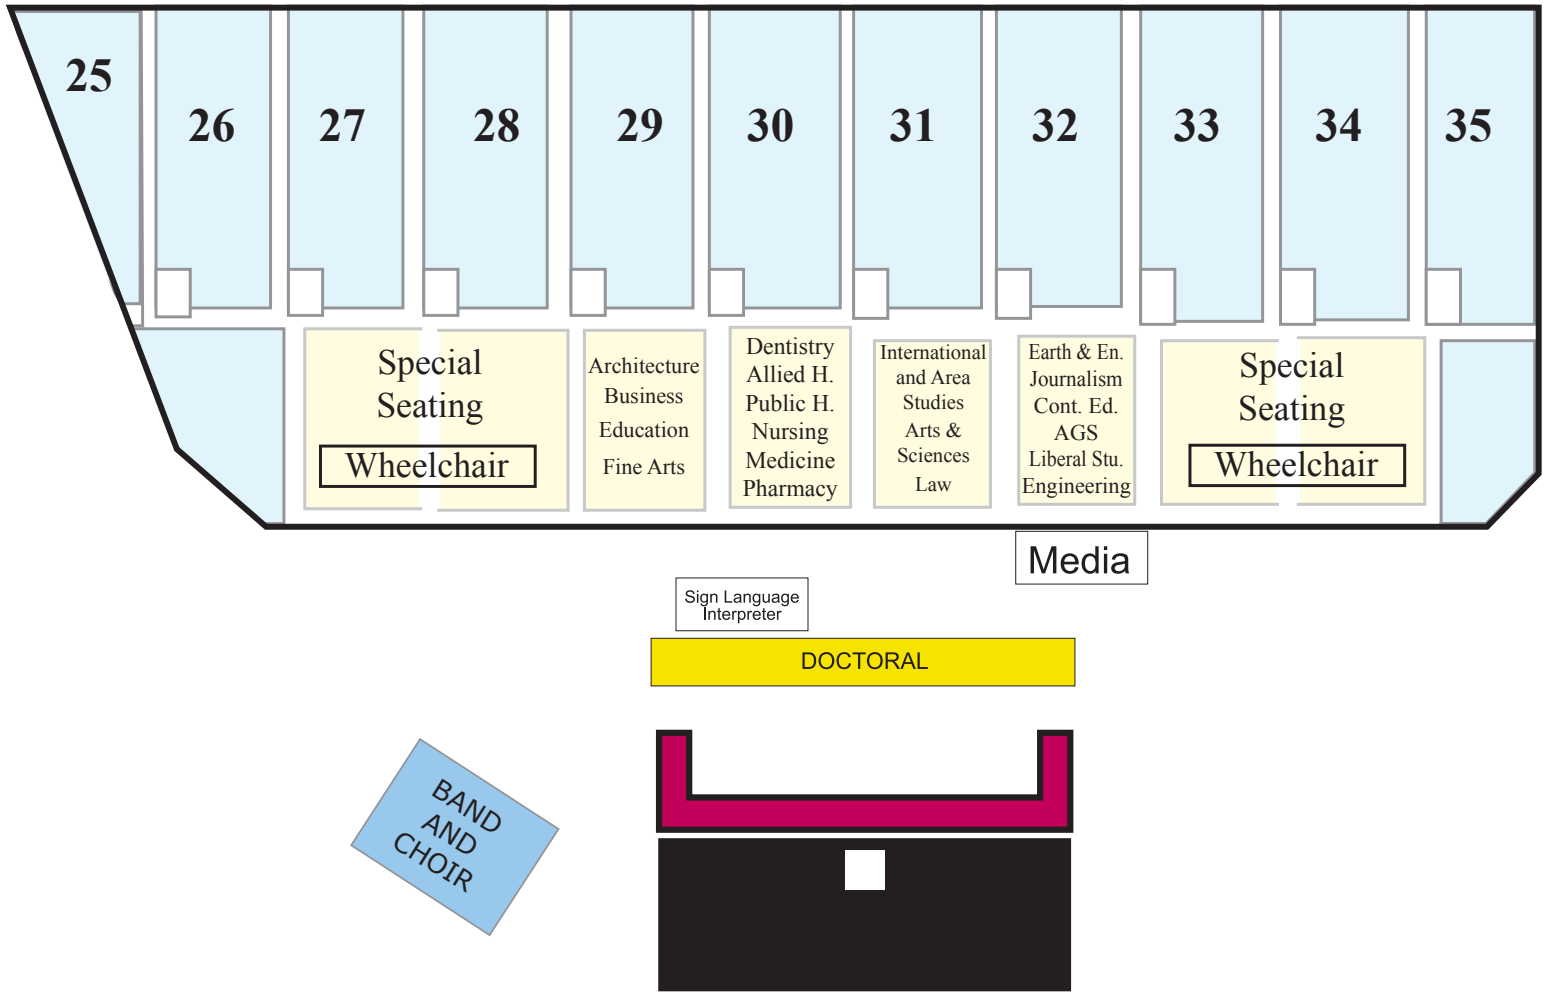 25
26
27
28
29
30
31
32
33
34
35
Special
Seating
Wheelchair
Architecture
Business
Education
Fine Arts
Dentistry
Allied H.
Public H.
Nursing
Medicine
Pharmacy
International
and Area
Studies
Arts &
Sciences
Law
Earth & En.
Journalism
Cont. Ed.
AGS
Liberal Stu.
Engineering
Special
Seating
Wheelchair
Media
Sign Language
Interpreter
DOCTORAL
BAND
AND
CHOIR